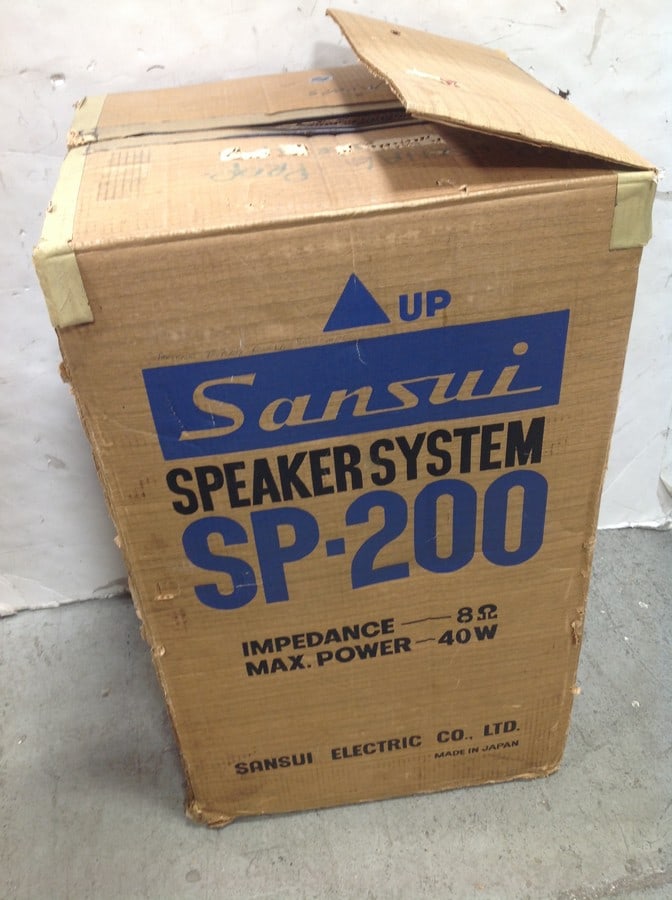 UP
Sansui
SPEAKER SYSTEM
SP-200
IMPEDANCE — 8Ω
MAX. POWER — 40W
SANSUI ELECTRIC CO., LTD.
MADE IN JAPAN